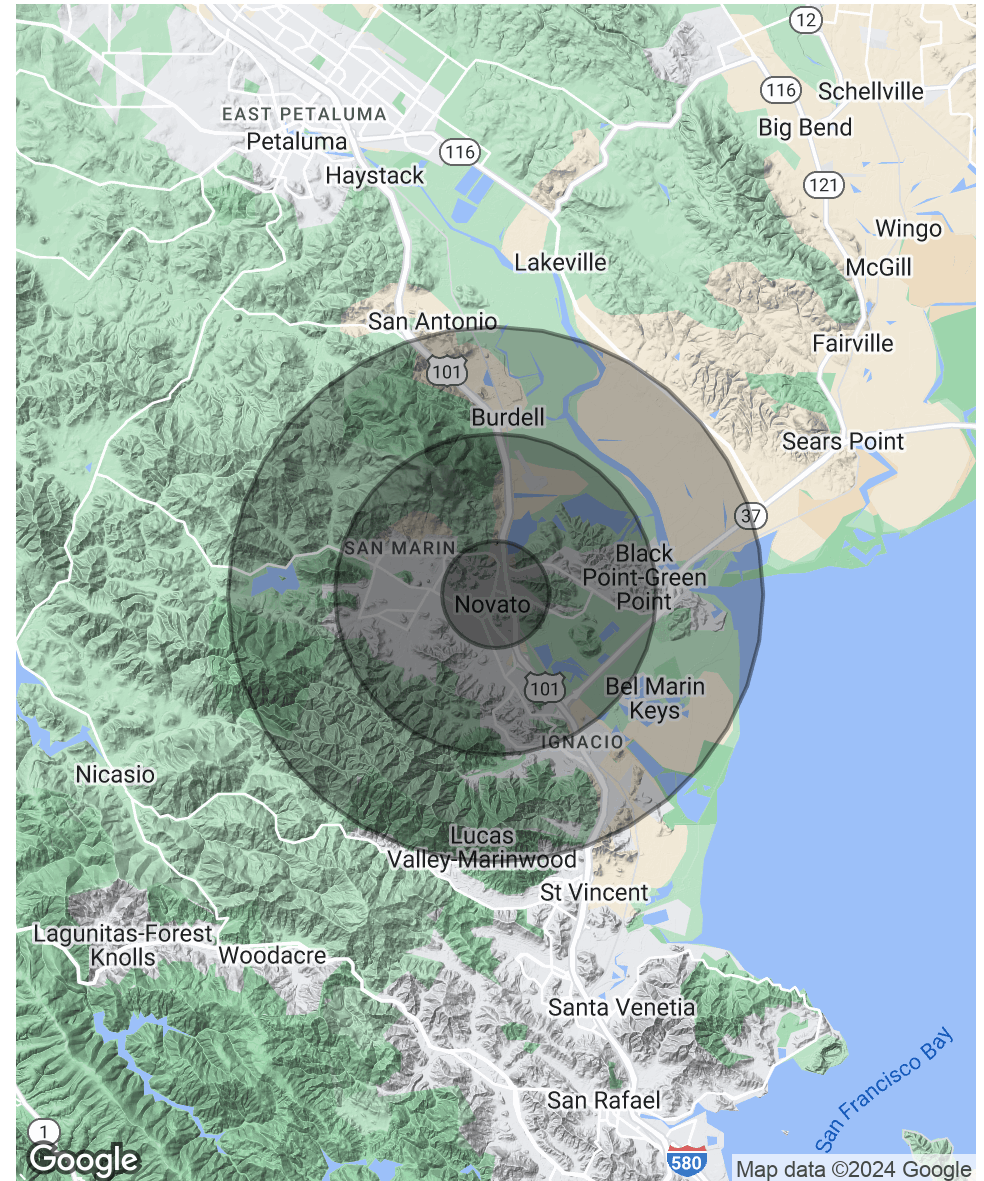 12
116
Schellville
EAST PETALUMA
Big Bend
Petaluma
116
Haystack
121
Wingo
Lakeville
McGill
San Antonio
Fairville
101
Burdell
Sears Point
37
SAN MARIN
Black
Point-Green
Point
Novato
101
Bel Marin
Keys
IGNACIO
Nicasio
Lucas
Valley-Marinwood
St Vincent
Lagunitas-Forest
Knolls
Woodacre
Santa Venetia
San Rafael
San Francisco Bay
1
Google
580
Map data ©2024 Google